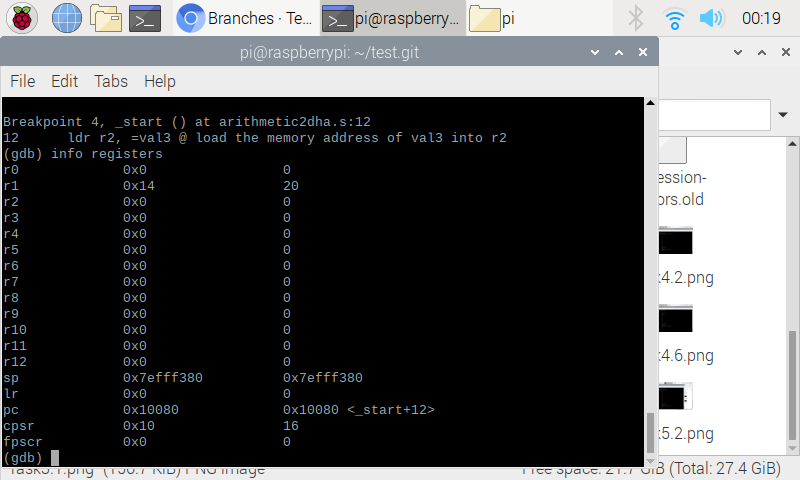 Branches · Te...
pi@raspberry...
pi
00:19
pi@raspberrypi: ~/test.git
File Edit Tabs Help
Breakpoint 4, _start () at arithmetic2dha.s:12
12 ldr r2, =val3 @ load the memory address of val3 into r2
(gdb) info registers
r0 0x0 0
r1 0x14 20
r2 0x0 0
r3 0x0 0
r4 0x0 0
r5 0x0 0
r6 0x0 0
r7 0x0 0
r8 0x0 0
r9 0x0 0
r10 0x0 0
r11 0x0 0
r12 0x0 0
sp 0x7efff380 0x7efff380
lr 0x0 0
pc 0x10080 0x10080 <_start+12>
cpsr 0x10 16
fpscr 0x0 0
(gdb)
ession-
ors.old
4.2.png
4.6.png
5.2.png
PNG image
Free space: 21.7 GiB (Total: 27.4 GiB)